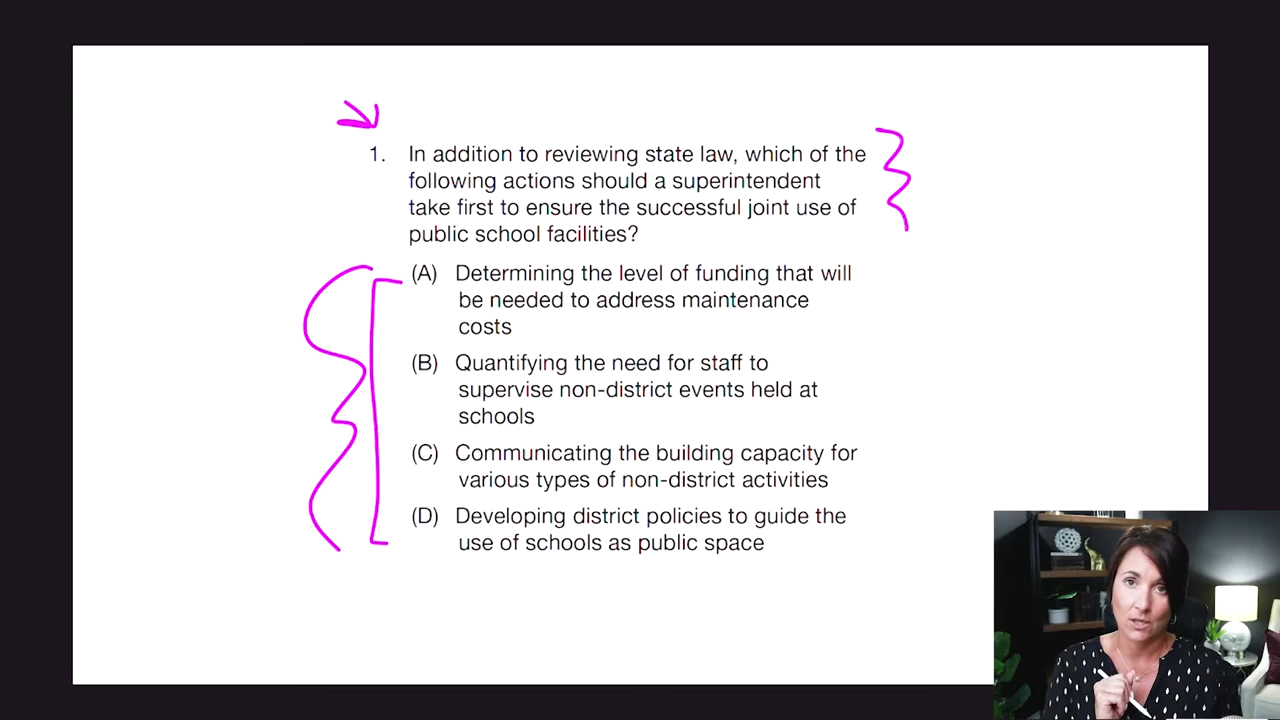 1. In addition to reviewing state law, which of the
following actions should a superintendent
take first to ensure the successful joint use of
public school facilities?
(A) Determining the level of funding that will
be needed to address maintenance
costs
(B) Quantifying the need for staff to
supervise non-district events held at
schools
(C) Communicating the building capacity for
various types of non-district activities
(D) Developing district policies to guide the
use of schools as public space